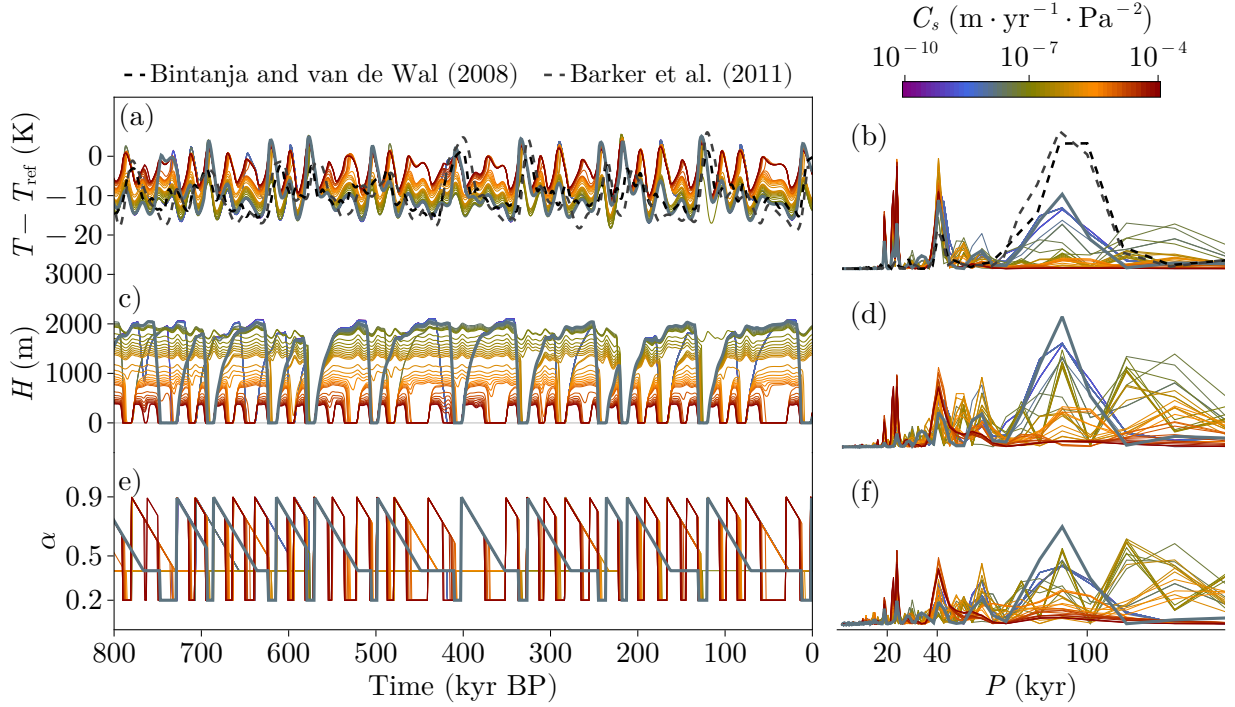 C_s (m · yr⁻¹ · Pa⁻²)
10⁻¹⁰ 10⁻⁷ 10⁻⁴
Bintanja and van de Wal (2008) Barker et al. (2011)
(a)
T − T_ref (K)
0
−10
−20
(b)
c)
H (m)
3000
2000
1000
0
(d)
e)
α
0.9
0.5
0.2
(f)
800 700 600 500 400 300 200 100 0
Time (kyr BP)
20 40 100
P (kyr)